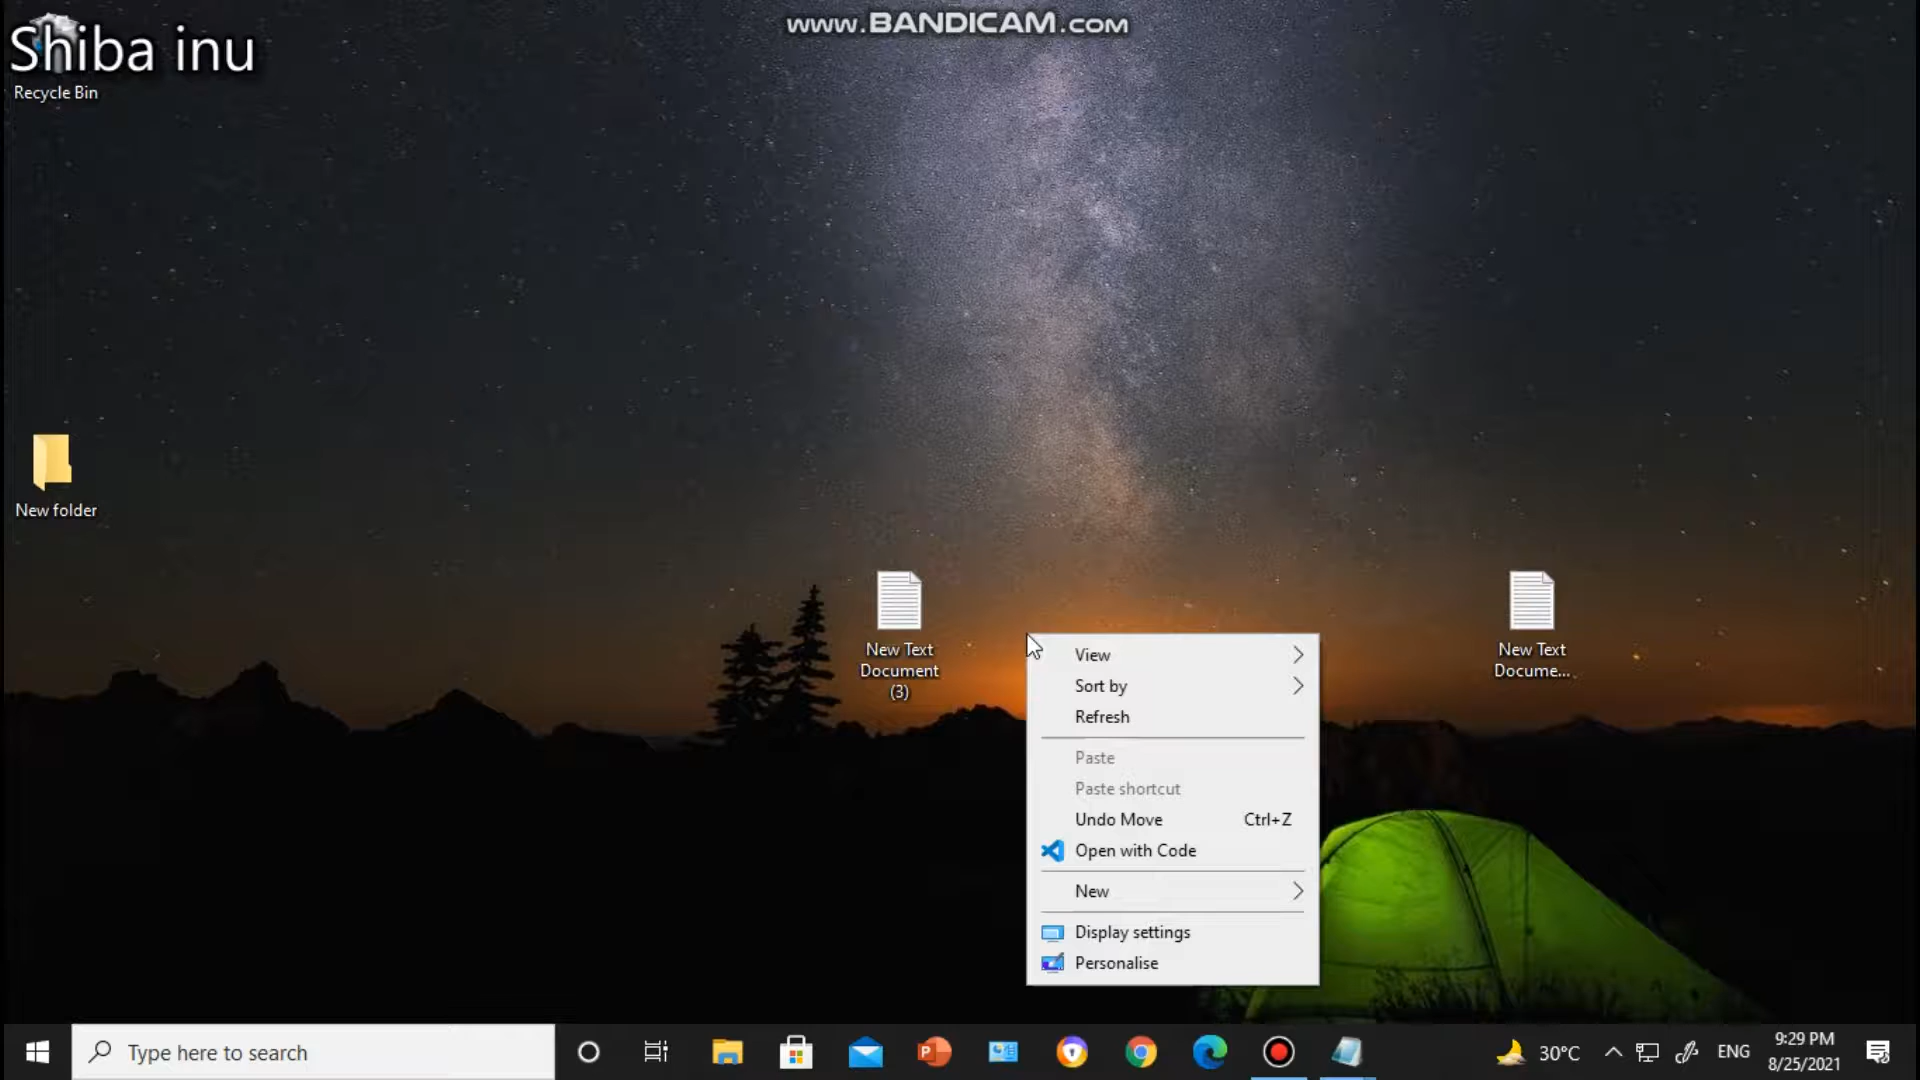 www.BANDICAM.com
Shiba inu
Recycle Bin
New folder
New Text
Document
(3)
New Text
Docume...
View
Sort by
Refresh
Paste
Paste shortcut
Undo Move Ctrl+Z
Open with Code
New
Display settings
Personalise
Type here to search
P
30°C
ENG
9:29 PM
8/25/2021